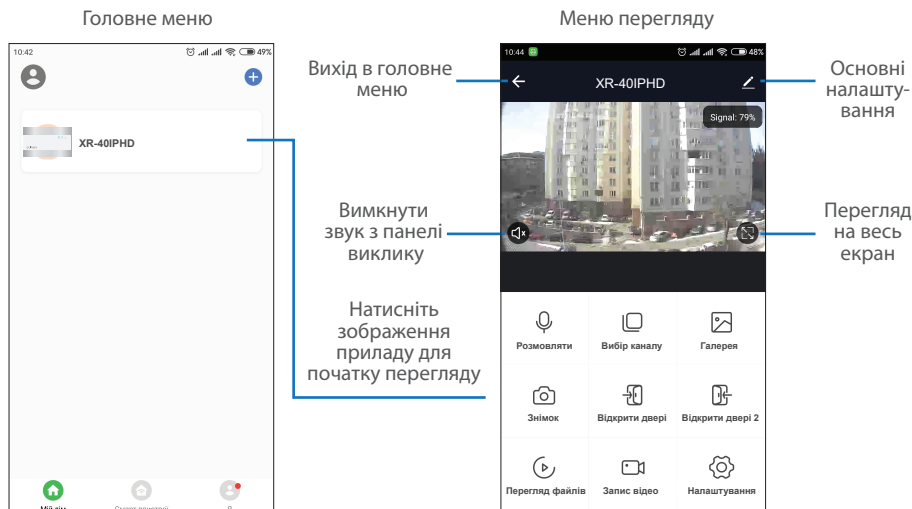 Головне меню
Меню перегляду
10:42
49%
XR-40IPHD
Вихід в головне
меню
Вимкнути
звук з панелі
виклику
Натисніть
зображення
приладу для
початку перегляду
10:44
48%
XR-40IPHD
Signal: 79%
Основні
налашту-
вання
Перегляд
на весь
екран
Розмовляти
Вибір каналу
Галерея
Знімок
Відкрити двері
Відкрити двері 2
Перегляд файлів
Запис відео
Налаштування
Мій дім